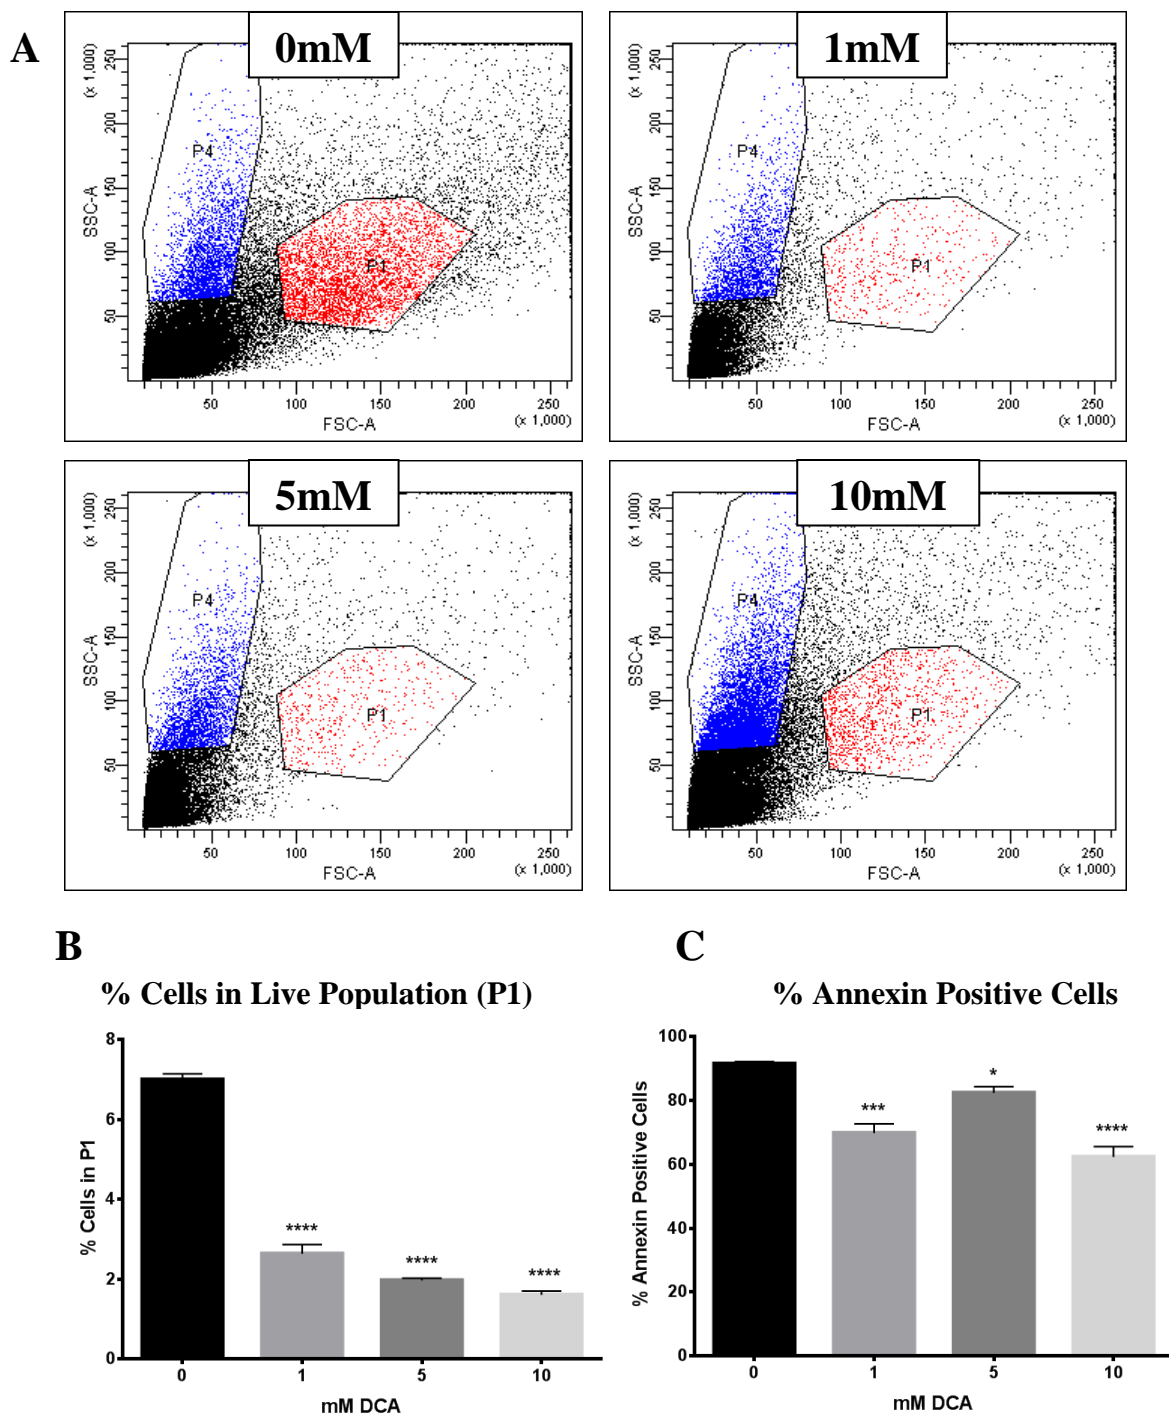 A
0mM
1mM
(x 1,000)
SSC-A
250
200
150
100
50
P4
P1
50 100 150 200 250
(x 1,000)
FSC-A
(x 1,000)
SSC-A
250
200
150
100
50
P4
P1
50 100 150 200 250
(x 1,000)
FSC-A
5mM
10mM
(x 1,000)
SSC-A
250
200
150
100
50
P4
P1
50 100 150 200 250
(x 1,000)
FSC-A
(x 1,000)
SSC-A
250
200
150
100
50
P4
P1
50 100 150 200 250
(x 1,000)
FSC-A
B
% Cells in Live Population (P1)
% Cells in P1
8
6
4
2
0
****
****
****
0 1 5 10
mM DCA
C
% Annexin Positive Cells
% Annexin Positive Cells
100
80
60
40
20
0
***
*
****
0 1 5 10
mM DCA